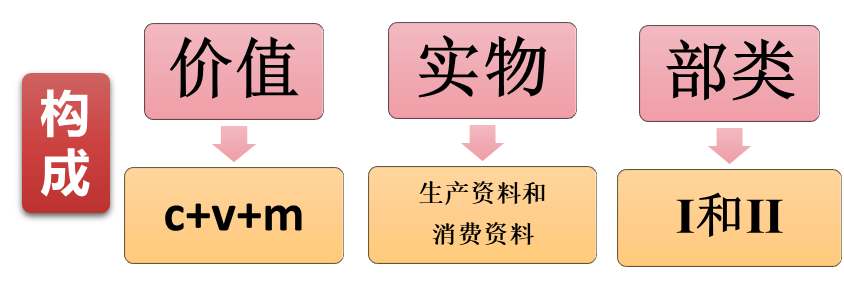 构成
价值
实物
部类
c+v+m
生产资料和
消费资料
I和II